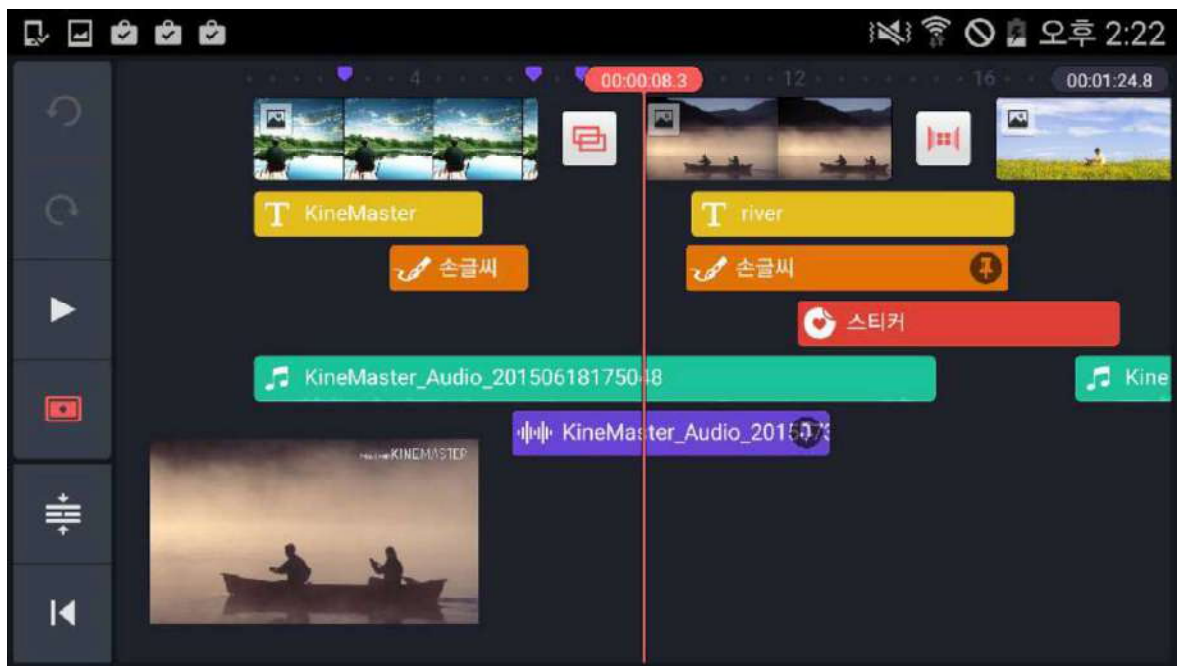 오후 2:22
4
00:00:08.3
12
16
00:01:24.8
KineMaster
river
손글씨
손글씨
스티커
KineMaster_Audio_20150618175048
Kine
KineMaster_Audio_201507
KINEMASTER